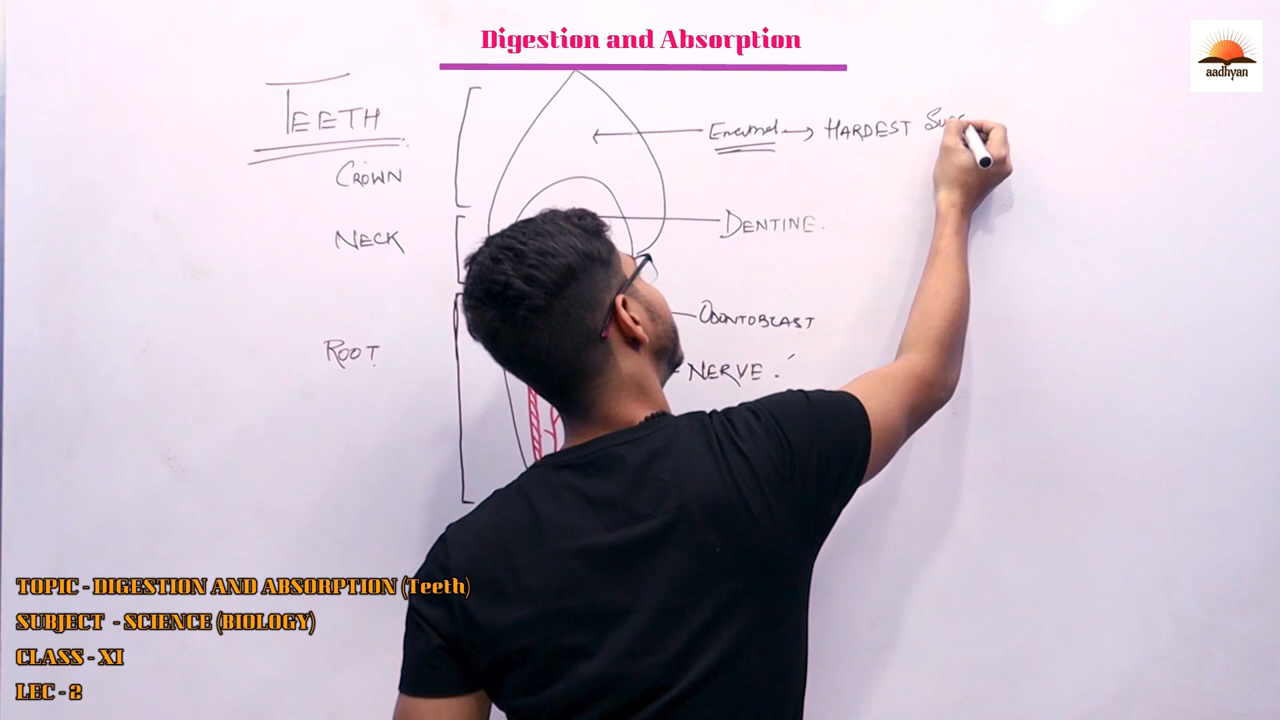 Digestion and Absorption
aadhyan
TEETH
CROWN
NECK
ROOT
Enamel → HARDEST
DENTINE.
ODONTOBLAST
NERVE.
TOPIC - DIGESTION AND ABSORPTION (Teeth)
SUBJECT - SCIENCE (BIOLOGY)
CLASS - XI
LEC - 2